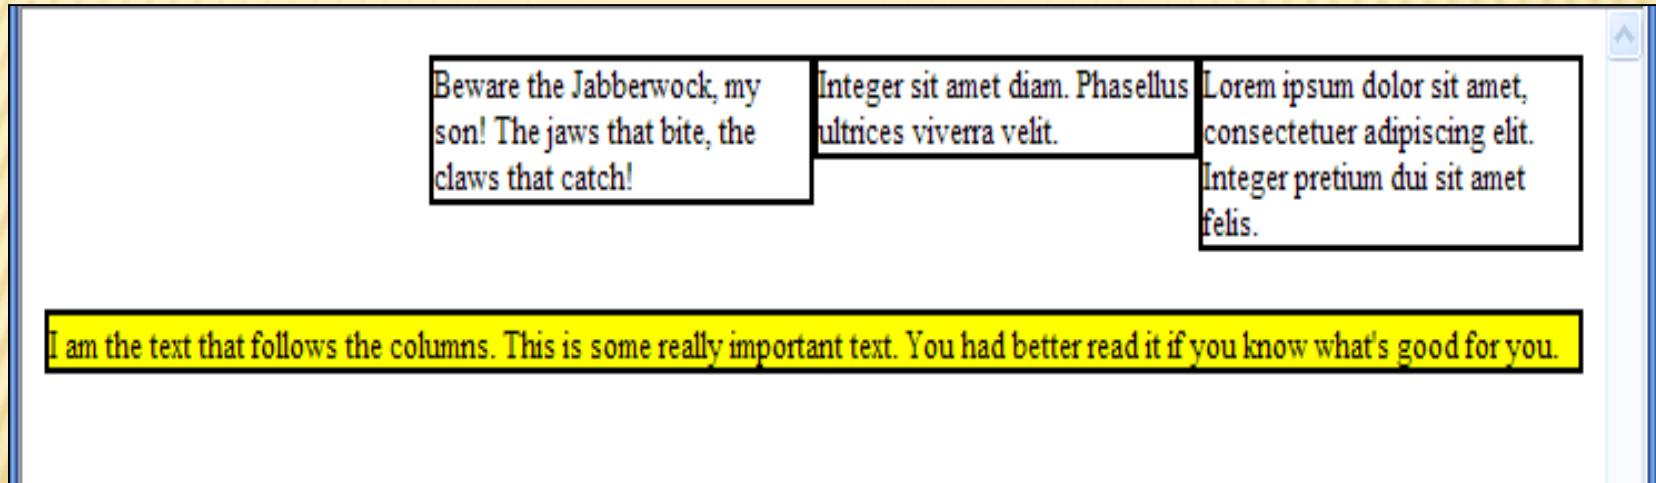 Beware the Jabberwock, my
son! The jaws that bite, the
claws that catch!
Integer sit amet diam. Phasellus
ultrices viverra velit.
Lorem ipsum dolor sit amet,
consectetuer adipiscing elit.
Integer pretium dui sit amet
felis.
I am the text that follows the columns. This is some really important text. You had better read it if you know what's good for you.